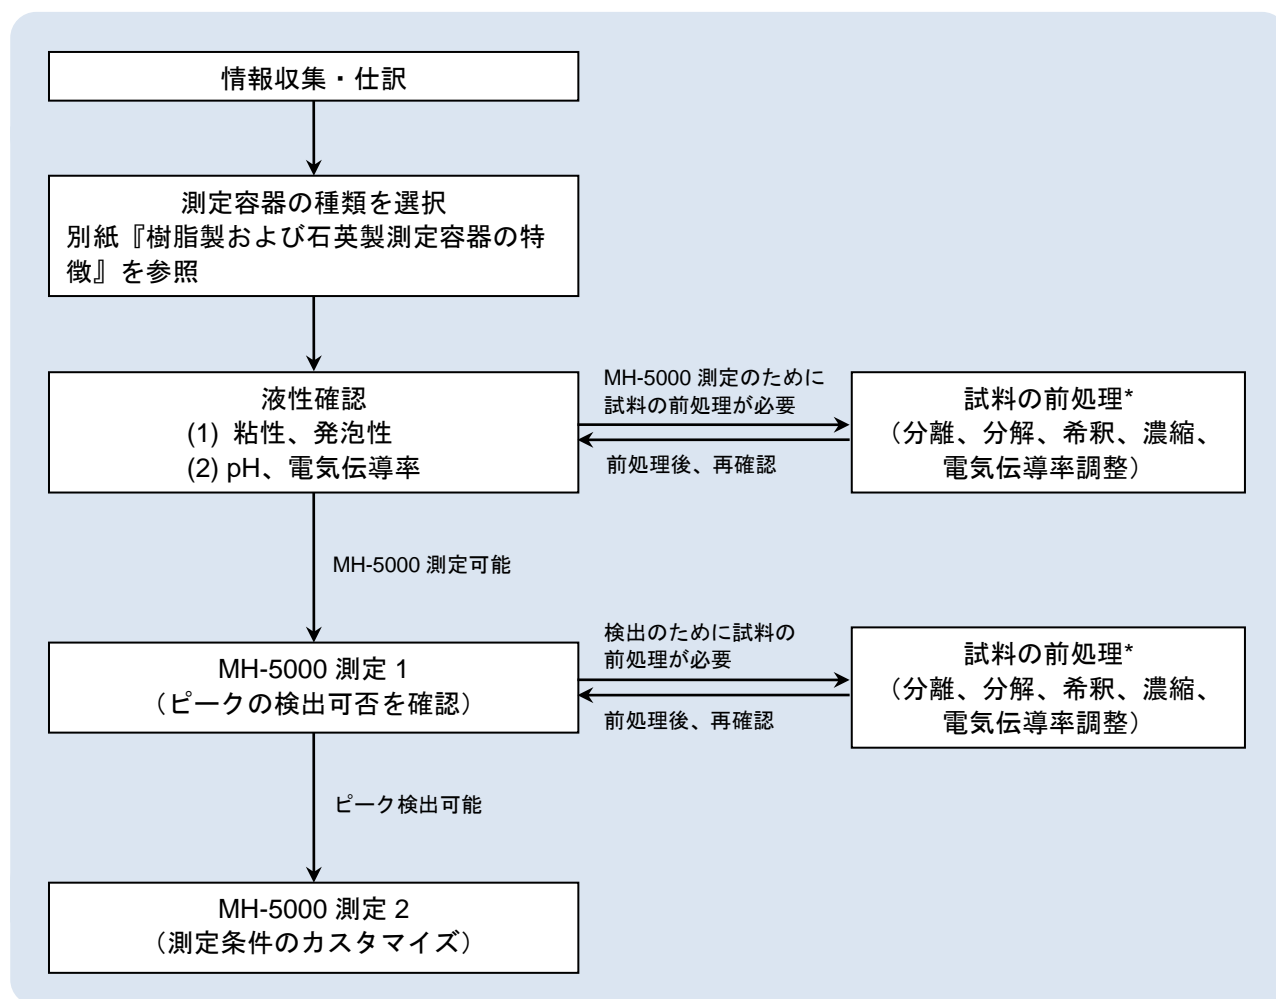 情報収集・仕訳
測定容器の種類を選択
別紙『樹脂製および石英製測定容器の特
徴』を参照
液性確認
(1) 粘性、発泡性
(2) pH、電気伝導率
MH-5000 測定のために
試料の前処理が必要
前処理後、再確認
試料の前処理*
（分離、分解、希釈、濃縮、
電気伝導率調整）
MH-5000 測定可能
MH-5000 測定 1
（ピークの検出可否を確認）
検出のために試料の
前処理が必要
前処理後、再確認
試料の前処理*
（分離、分解、希釈、濃縮、
電気伝導率調整）
ピーク検出可能
MH-5000 測定 2
（測定条件のカスタマイズ）